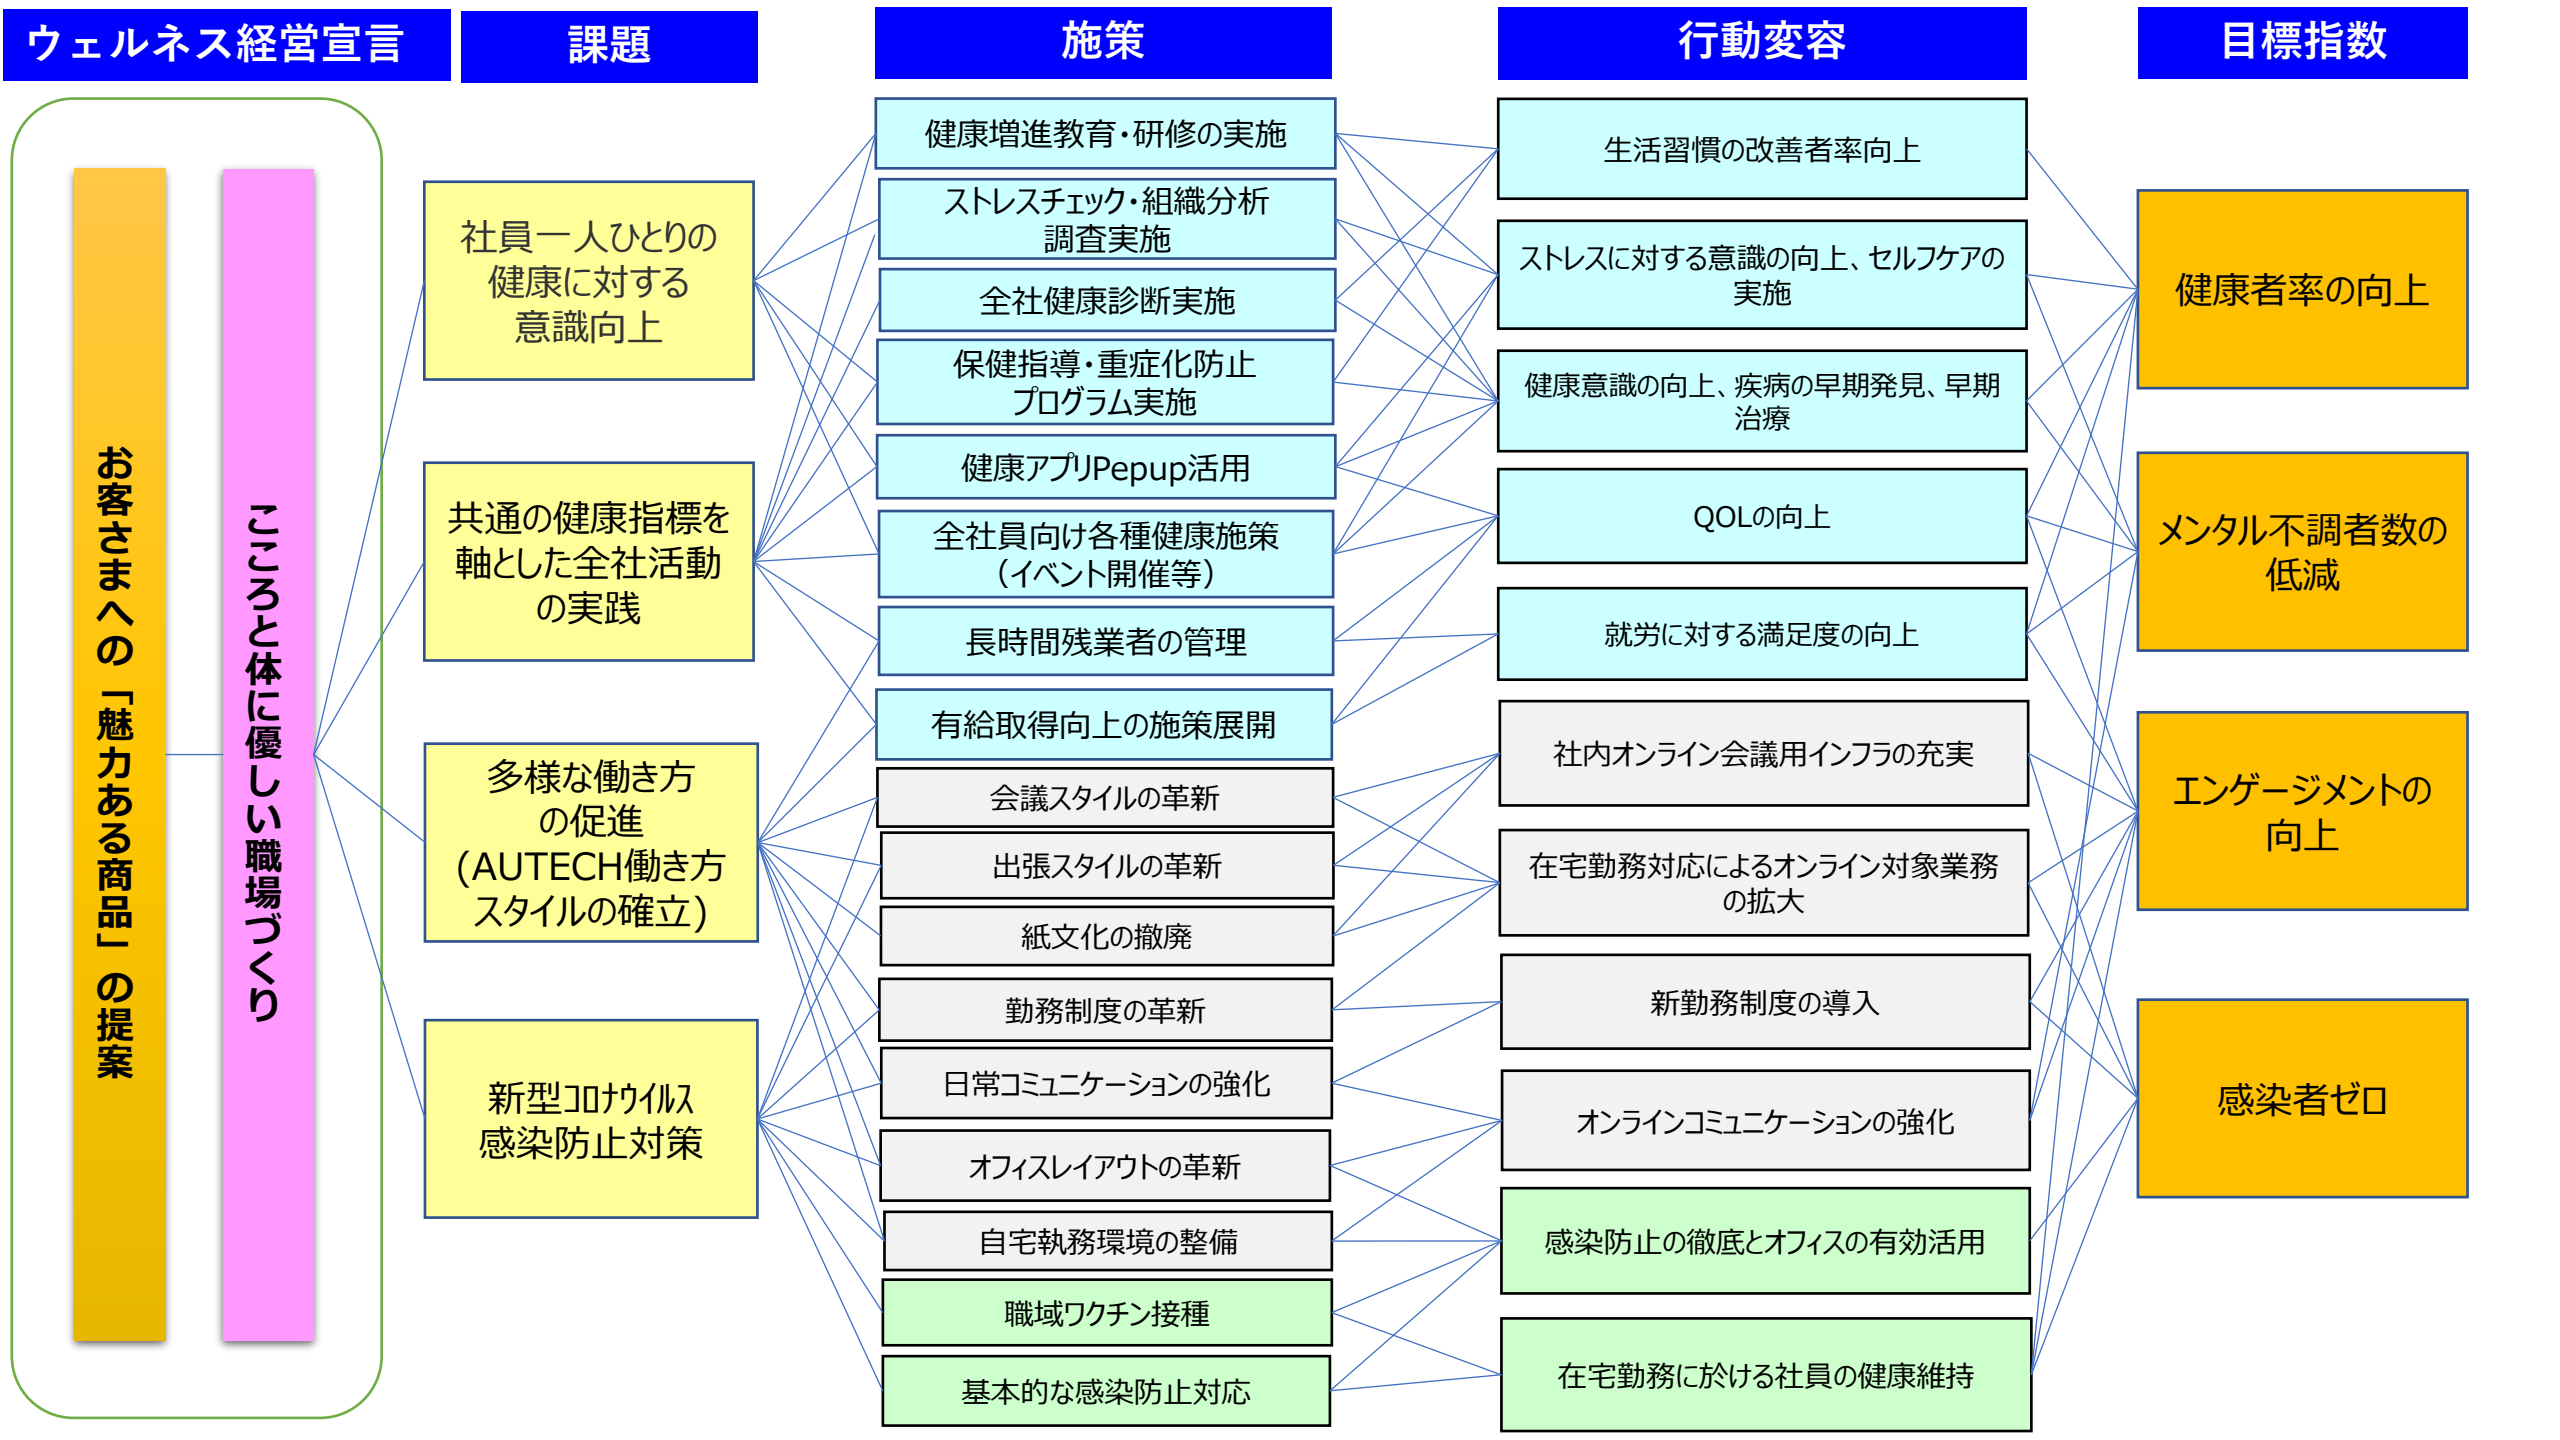 ウェルネス経営宣言
課題
施策
行動変容
目標指数
お客さまへの「魅力ある商品」の提案
こころと体に優しい職場づくり
社員一人ひとりの
健康に対する
意識向上
共通の健康指標を
軸とした全社活動
の実践
多様な働き方
の促進
(AUTECH働き方
スタイルの確立)
新型コロナウイルス
感染防止対策
健康増進教育・研修の実施
ストレスチェック・組織分析
調査実施
全社健康診断実施
保健指導・重症化防止
プログラム実施
健康アプリPepup活用
全社員向け各種健康施策
（イベント開催等）
長時間残業者の管理
有給取得向上の施策展開
会議スタイルの革新
出張スタイルの革新
紙文化の撤廃
勤務制度の革新
日常コミュニケーションの強化
オフィスレイアウトの革新
自宅執務環境の整備
職域ワクチン接種
基本的な感染防止対応
生活習慣の改善者率向上
ストレスに対する意識の向上、セルフケアの
実施
健康意識の向上、疾病の早期発見、早期
治療
QOLの向上
就労に対する満足度の向上
社内オンライン会議用インフラの充実
在宅勤務対応によるオンライン対象業務
の拡大
新勤務制度の導入
オンラインコミュニケーションの強化
感染防止の徹底とオフィスの有効活用
在宅勤務に於ける社員の健康維持
健康者率の向上
メンタル不調者数の
低減
エンゲージメントの
向上
感染者ゼロ